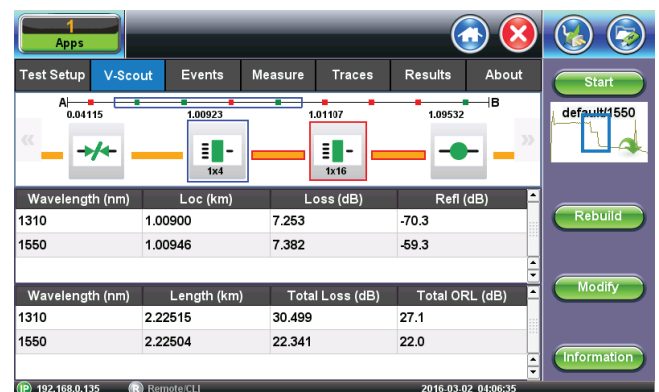 1
Apps
Test Setup V-Scout Events Measure Traces Results About
Start
A B
0.04115 1.00923 1.01107 1.09532
default/1550
1x4 1x16
Wavelength (nm) Loc (km) Loss (dB) Refl (dB)
1310 1.00900 7.253 -70.3
1550 1.00946 7.382 -59.3
Rebuild
Modify
Wavelength (nm) Length (km) Total Loss (dB) Total ORL (dB)
1310 2.22515 30.499 27.1
1550 2.22504 22.341 22.0
Information
IP 192.168.0.135 R Remote/CLI 2016-03-02 04:06:35